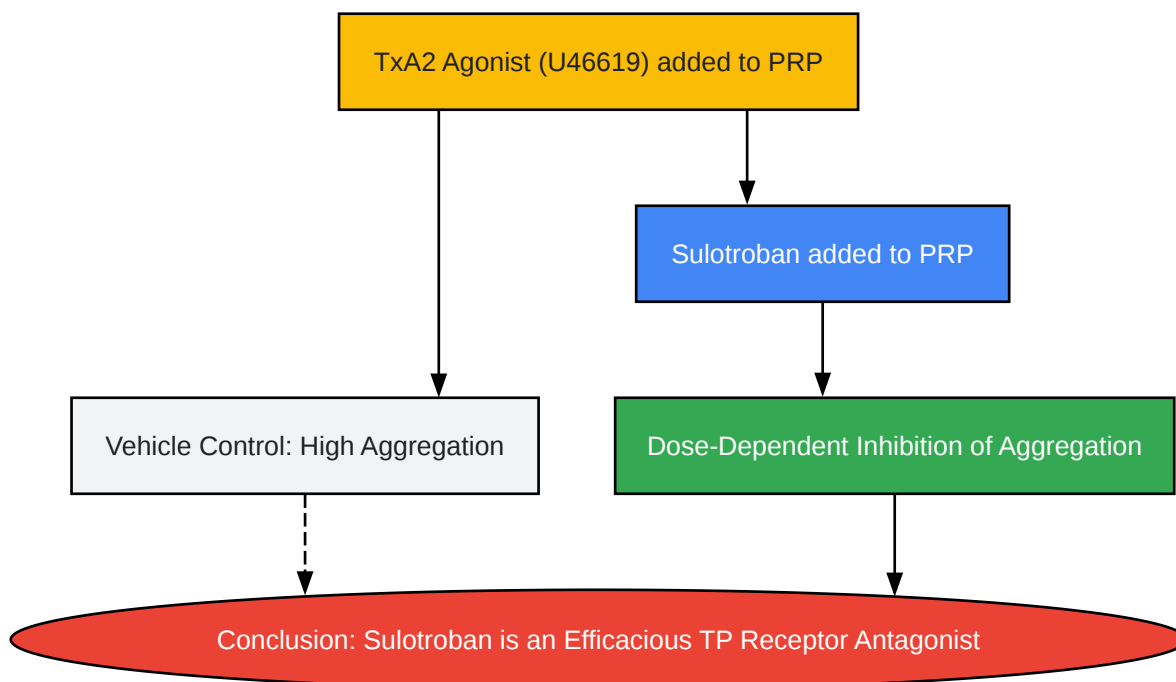 TxA2 Agonist (U46619) added to PRP
Sulotroban added to PRP
Vehicle Control: High Aggregation
Dose-Dependent Inhibition of Aggregation
Conclusion: Sulotroban is an Efficacious TP Receptor Antagonist